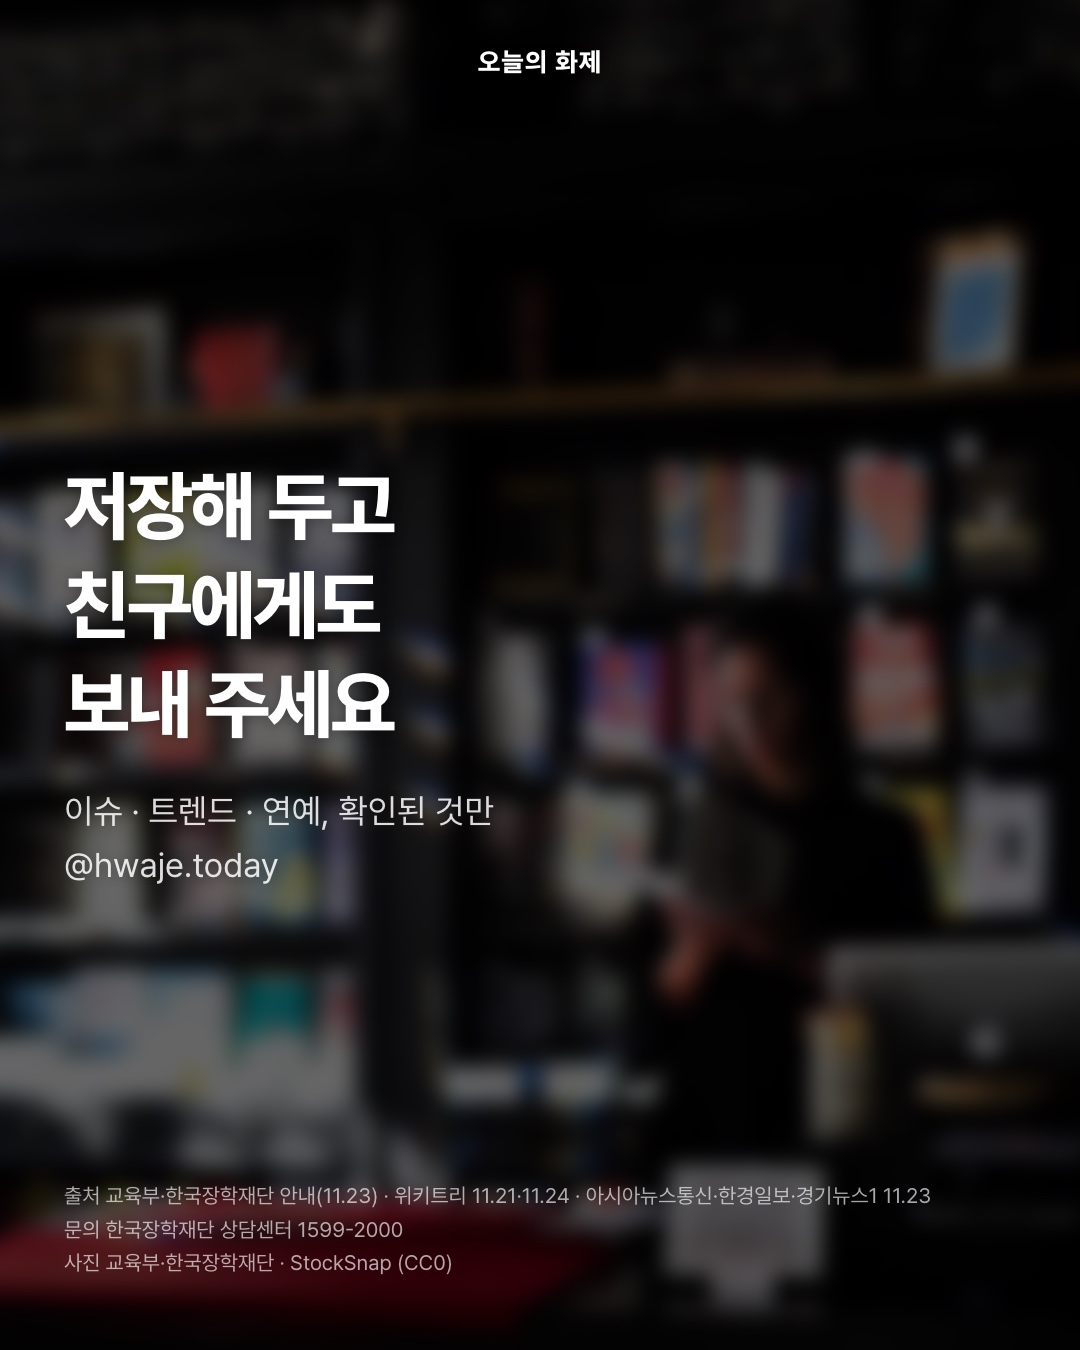 오늘의 화제
저장해 두고
친구에게도
보내 주세요
이슈 · 트렌드 · 연예, 확인된 것만
@hwaje.today
출처 교육부·한국장학재단 안내(11.23) · 위키트리 11.21·11.24 · 아시아뉴스통신·한경일보·경기뉴스1 11.23
문의 한국장학재단 상담센터 1599-2000
사진 교육부·한국장학재단 · StockSnap (CC0)